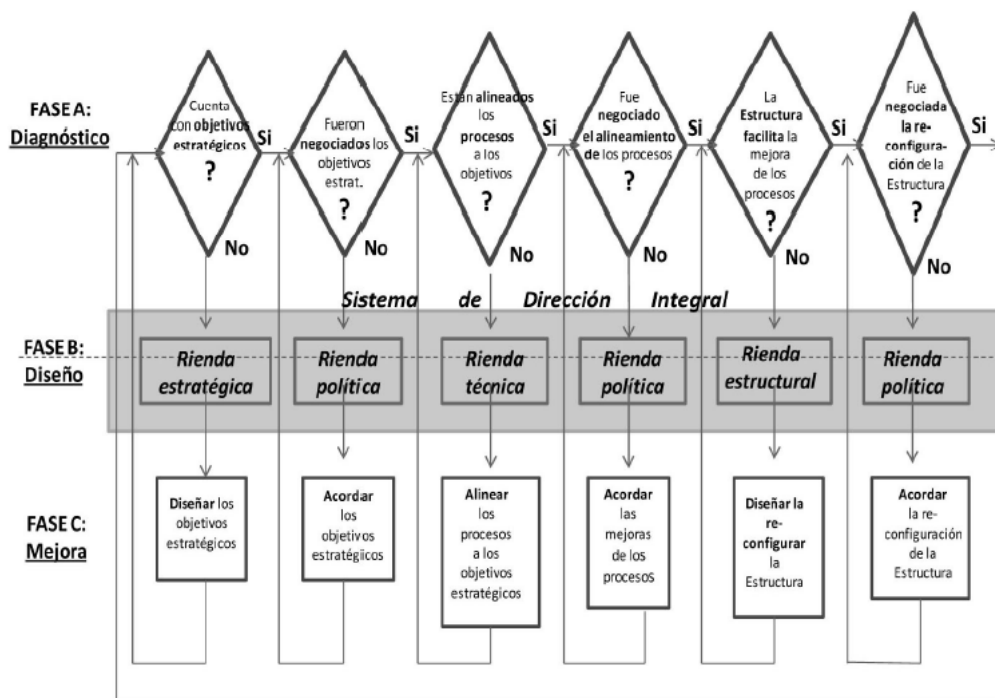 FASE A:
Diagnóstico
Cuenta
con objetivos
estratégicos
?
Si
No
Fueron
negociados los
objetivos
estrat.
?
Si
No
Están alineados
los
procesos
a los
objetivos
?
Si
No
Fue
negociado
el alineamiento
de los procesos
?
Si
No
La
Estructura
facilita la
mejora
de los
procesos
?
Si
No
Fue
negociada
la re-
configura-
ción de la
Estructura
?
Si
No
Sistema de Dirección Integral
FASE B:
Diseño
Rienda
estratégica
Rienda
política
Rienda
técnica
Rienda
política
Rienda
estructural
Rienda
política
FASE C:
Mejora
Diseñar los
objetivos
estratégicos
Acordar
los
objetivos
estratégiicos
Alinear
los
procesos
a los
objetivos
estratégicos
Acordar
las
mejoras
de los
procesos
Diseñar la
re-
configurar
la
Estructura
Acordar
la re-
configuración
de la
Estructura